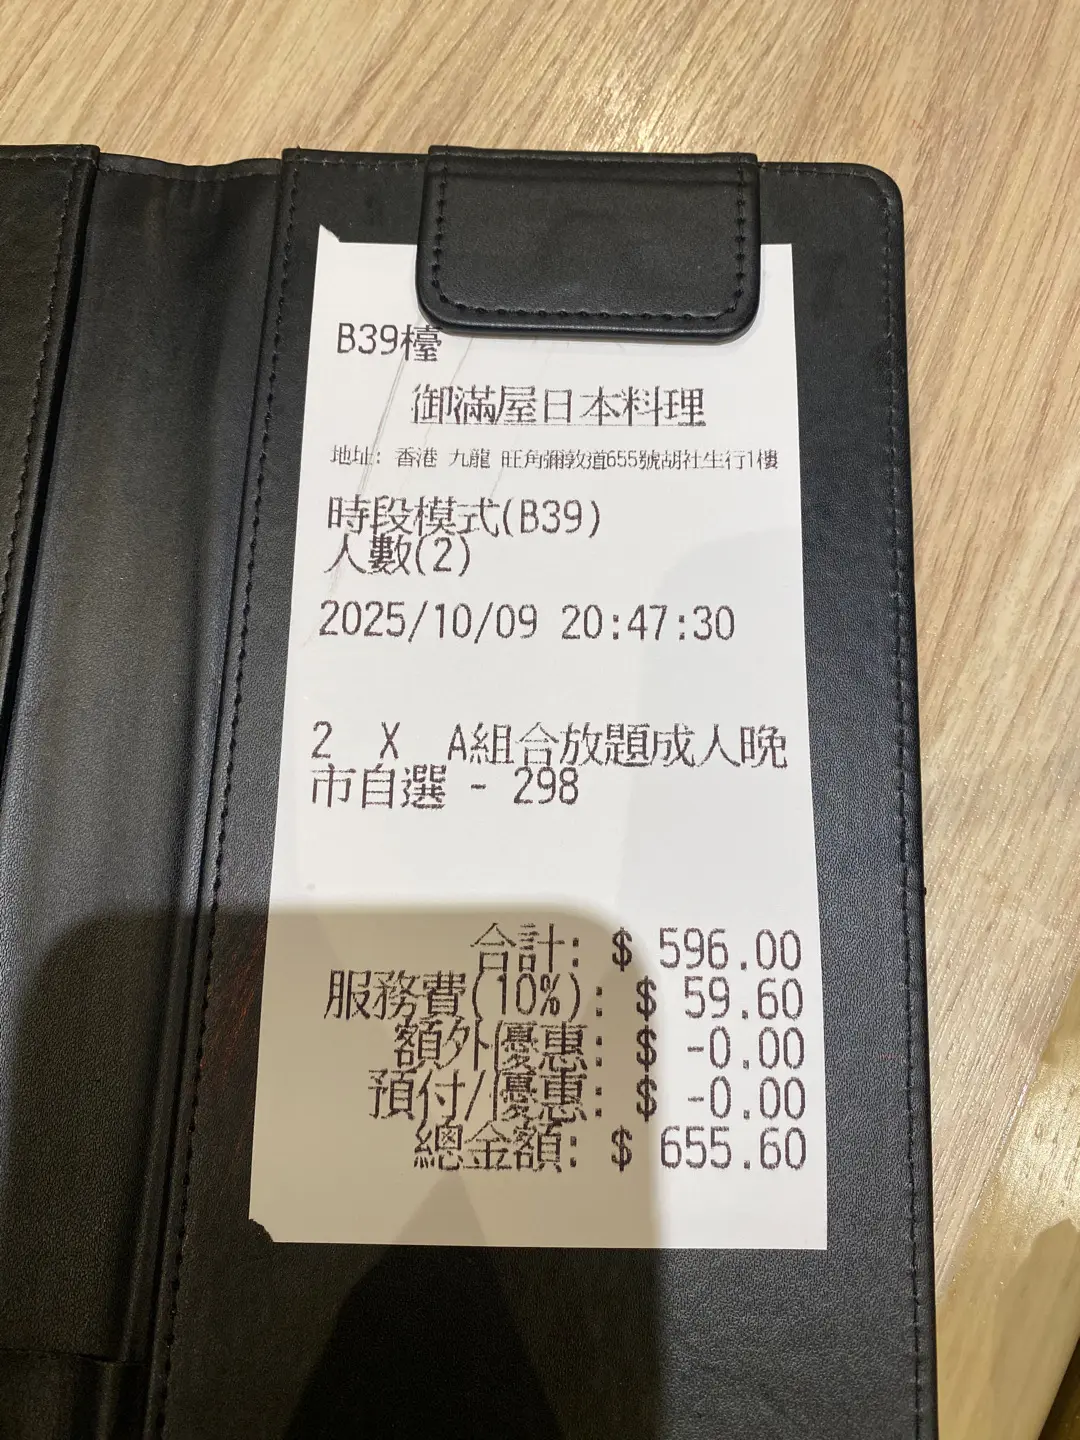 B39檯
御滿屋日本料理
地址: 香港 九龍 旺角彌敦道655號胡社生行1樓
時段模式(B39)
人數(2)
2025/10/09 20:47:30
2 X A組合放題成人晚
市自選 - 298
合計: $ 596.00
服務費(10%): $ 59.60
額外優惠: $ -0.00
預付/優惠: $ -0.00
總金額: $ 655.60